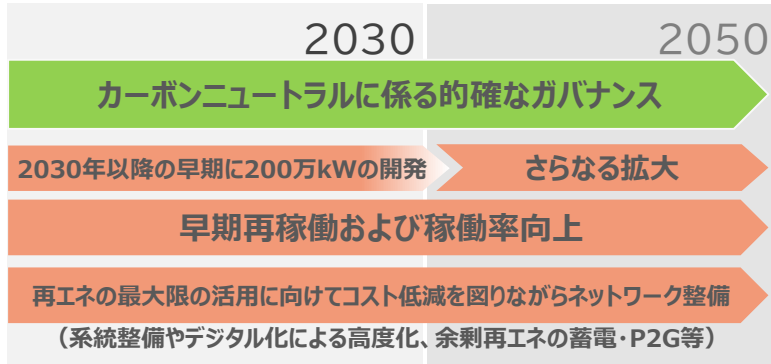 2030 2050
カーボンニュートラルに係る的確なガバナンス
2030年以降の早期に200万kWの開発 さらなる拡大
早期再稼働および稼働率向上
再エネの最大限の活用に向けてコスト低減を図りながらネットワーク整備
（系統整備やデジタル化による高度化、余剰再エネの蓄電・P2G等）